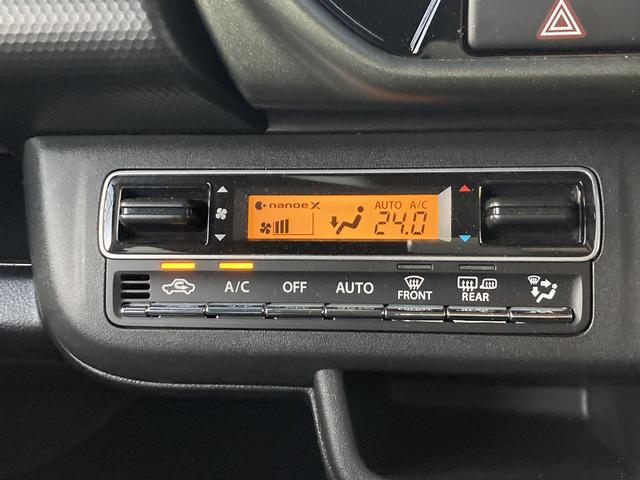 nanoe X
AUTO A/C
24.0
A/C OFF AUTO FRONT REAR